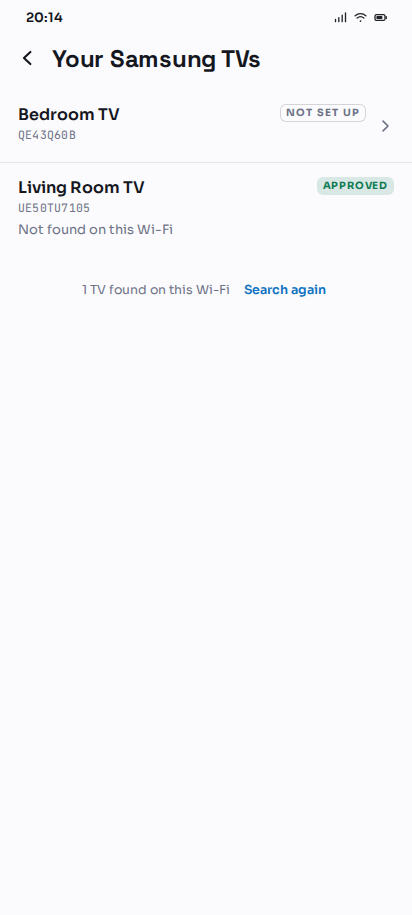 20:14
Your Samsung TVs
Bedroom TV
NOT SET UP
QE43Q60B
Living Room TV
APPROVED
UE50TU7105
Not found on this Wi-Fi
1 TV found on this Wi-Fi Search again